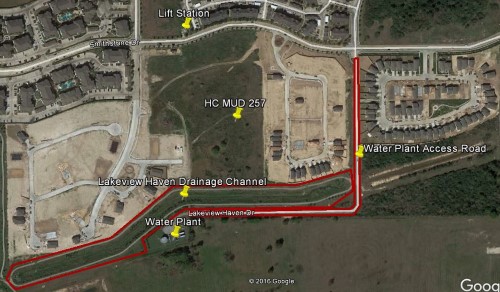 Lift Station
HC MUD 257
Water Plant Access Road
Lakeview Haven Drainage Channel
Lakeview Haven Dr
Water Plant
© 2016 Google
Goog